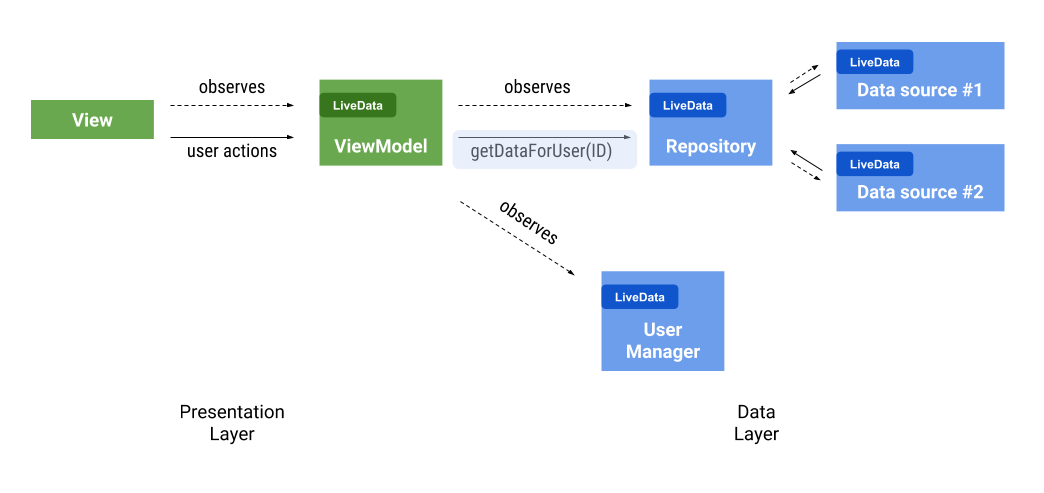 View
observes
user actions
LiveData
ViewModel
observes
getDataForUser(ID)
observes
LiveData
Repository
LiveData
Data source #1
LiveData
Data source #2
LiveData
User
Manager
Presentation
Layer
Data
Layer